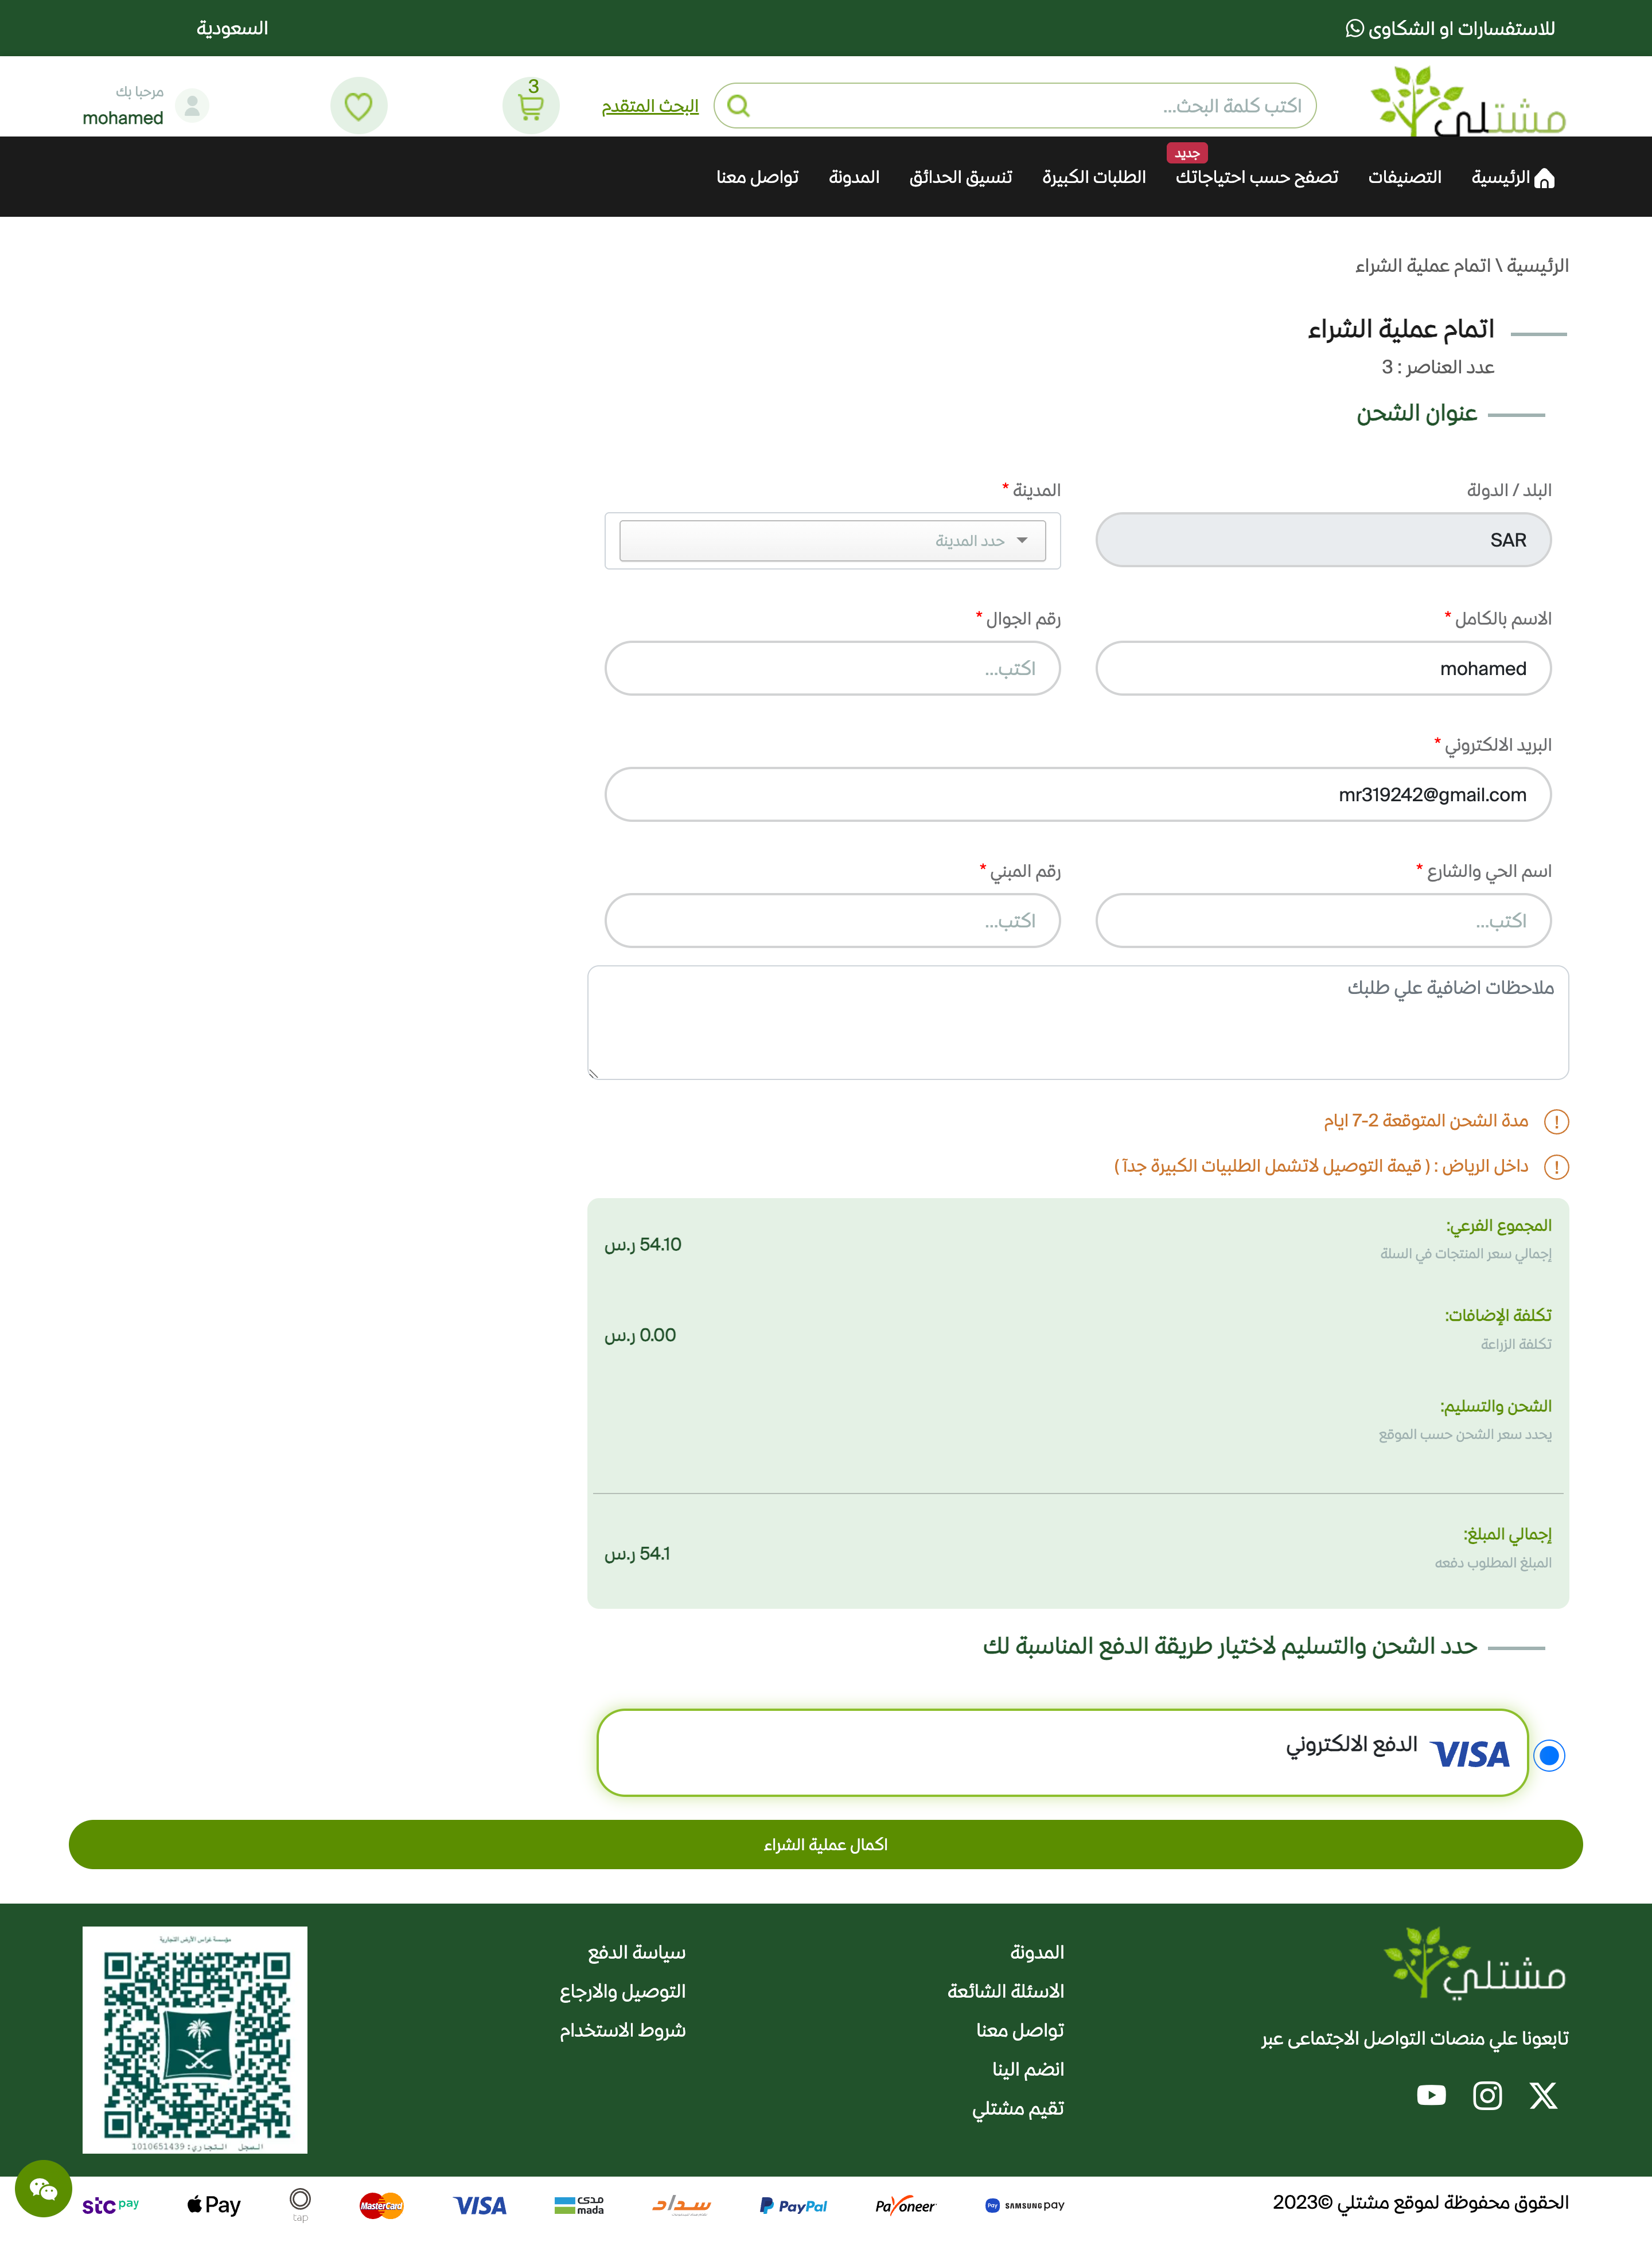 للاستفسارات او الشكاوى
السعودية
مشتلي
اكتب كلمة البحث...
البحث المتقدم
3
مرحبا بك
mohamed
الرئيسية
التصنيفات
تصفح حسب احتياجاتك
جديد
الطلبات الكبيرة
تنسيق الحدائق
المدونة
تواصل معنا
الرئيسية \ اتمام عملية الشراء
اتمام عملية الشراء
عدد العناصر : 3
عنوان الشحن
البلد / الدولة
المدينة *
SAR
حدد المدينة
الاسم بالكامل *
رقم الجوال *
mohamed
اكتب...
البريد الالكتروني *
mr319242@gmail.com
اسم الحي والشارع *
رقم المبني *
اكتب...
اكتب...
ملاحظات اضافية علي طلبك
مدة الشحن المتوقعة 2-7 ايام
داخل الرياض : ( قيمة التوصيل لاتشمل الطلبيات الكبيرة جدآ )
المجموع الفرعي:
إجمالي سعر المنتجات في السلة
54.10 ر.س
تكلفة الإضافات:
تكلفة الزراعة
0.00 ر.س
الشحن والتسليم:
يحدد سعر الشحن حسب الموقع
إجمالي المبلغ:
المبلغ المطلوب دفعه
54.1 ر.س
حدد الشحن والتسليم لاختيار طريقة الدفع المناسبة لك
VISA الدفع الالكتروني
اكمال عملية الشراء
مشتلي
تابعونا علي منصات التواصل الاجتماعى عبر
المدونة
الاسئلة الشائعة
تواصل معنا
انضم الينا
تقيم مشتلي
سياسة الدفع
التوصيل والارجاع
شروط الاستخدام
مؤسسة غراس الأرض التجارية
السجل التجاري: 1010651439
الحقوق محفوظة لموقع مشتلي ©2023
Pay SAMSUNG pay
Payoneer
PayPal
سداد
مدى
mada
VISA
MasterCard
tap
Pay
stc pay